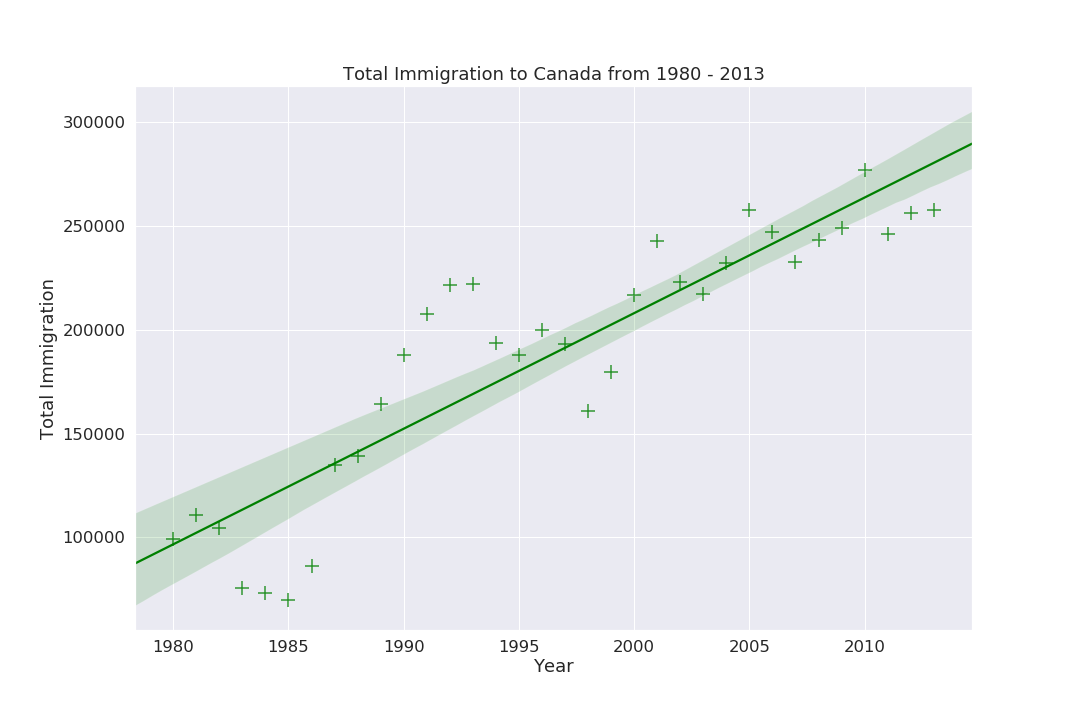 Total Immigration to Canada from 1980 - 2013
300000
250000
200000
150000
100000
Total Immigration
1980 1985 1990 1995 2000 2005 2010
Year